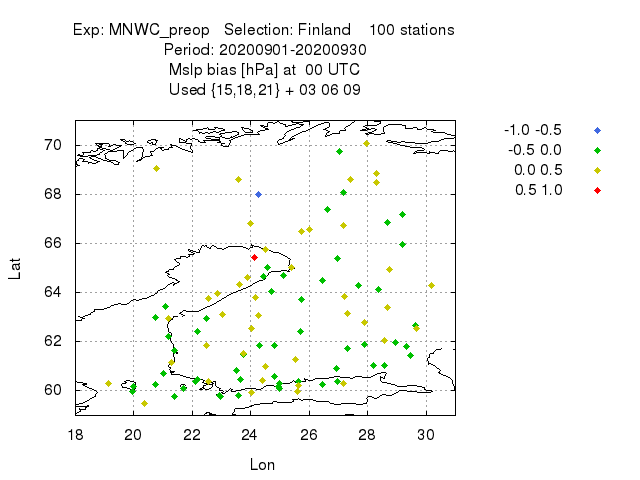 Exp: MNWC_preop   Selection: Finland    100 stations
Period: 20200901-20200930
Mslp bias [hPa] at  00 UTC
Used {15,18,21} + 03 06 09
-1.0 -0.5
-0.5 0.0
0.0 0.5
0.5 1.0
70
68
66
64
62
60
Lat
18 20 22 24 26 28 30
Lon